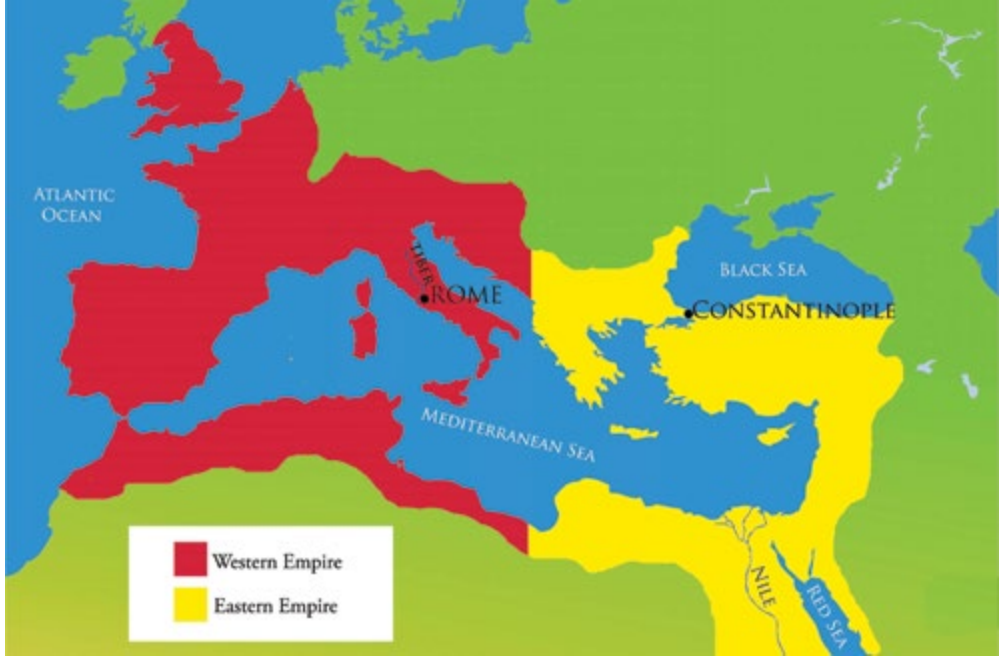 ATLANTIC
OCEAN
TIBER
ROME
BLACK SEA
CONSTANTINOPLE
MEDITERRANEAN SEA
NILE
RED SEA
Western Empire
Eastern Empire